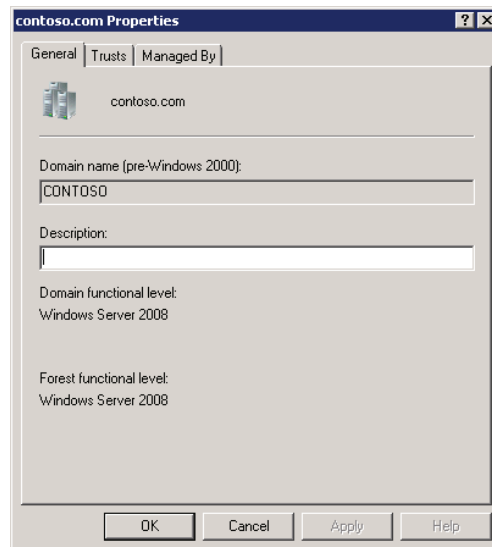 contoso.com Properties
General Trusts Managed By
contoso.com
Domain name (pre-Windows 2000):
CONTOSO
Description:
Domain functional level:
Windows Server 2008
Forest functional level:
Windows Server 2008
OK Cancel Apply Help